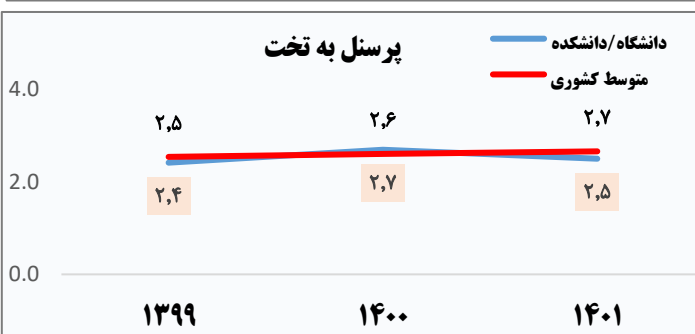 پرسنل به تخت
دانشگاه/دانشکده
متوسط کشوری
4.0
2.0
0.0
۲٫۵ ۲٫۶ ۲٫۷
۲٫۴ ۲٫۷ ۲٫۵
۱۳۹۹ ۱۴۰۰ ۱۴۰۱